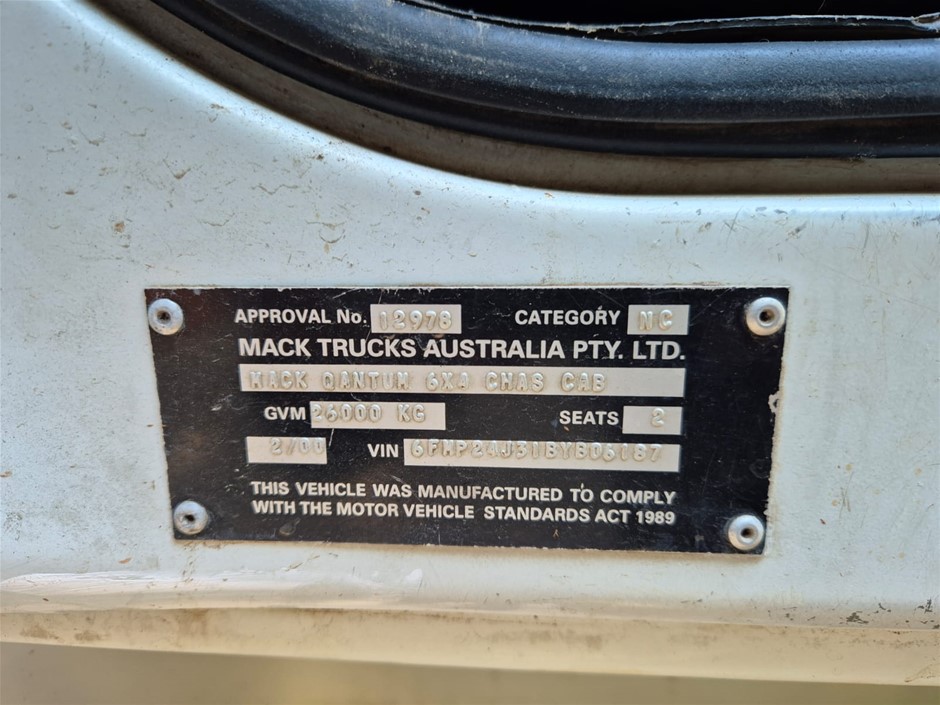 APPROVAL No. 12978 CATEGORY NC
MACK TRUCKS AUSTRALIA PTY. LTD.
MACK QANTUM 6X4 CHAS CAB
GVM 26000 KG SEATS 2
2/00 VIN 6FMP24J31BYB06187
THIS VEHICLE WAS MANUFACTURED TO COMPLY
WITH THE MOTOR VEHICLE STANDARDS ACT 1989